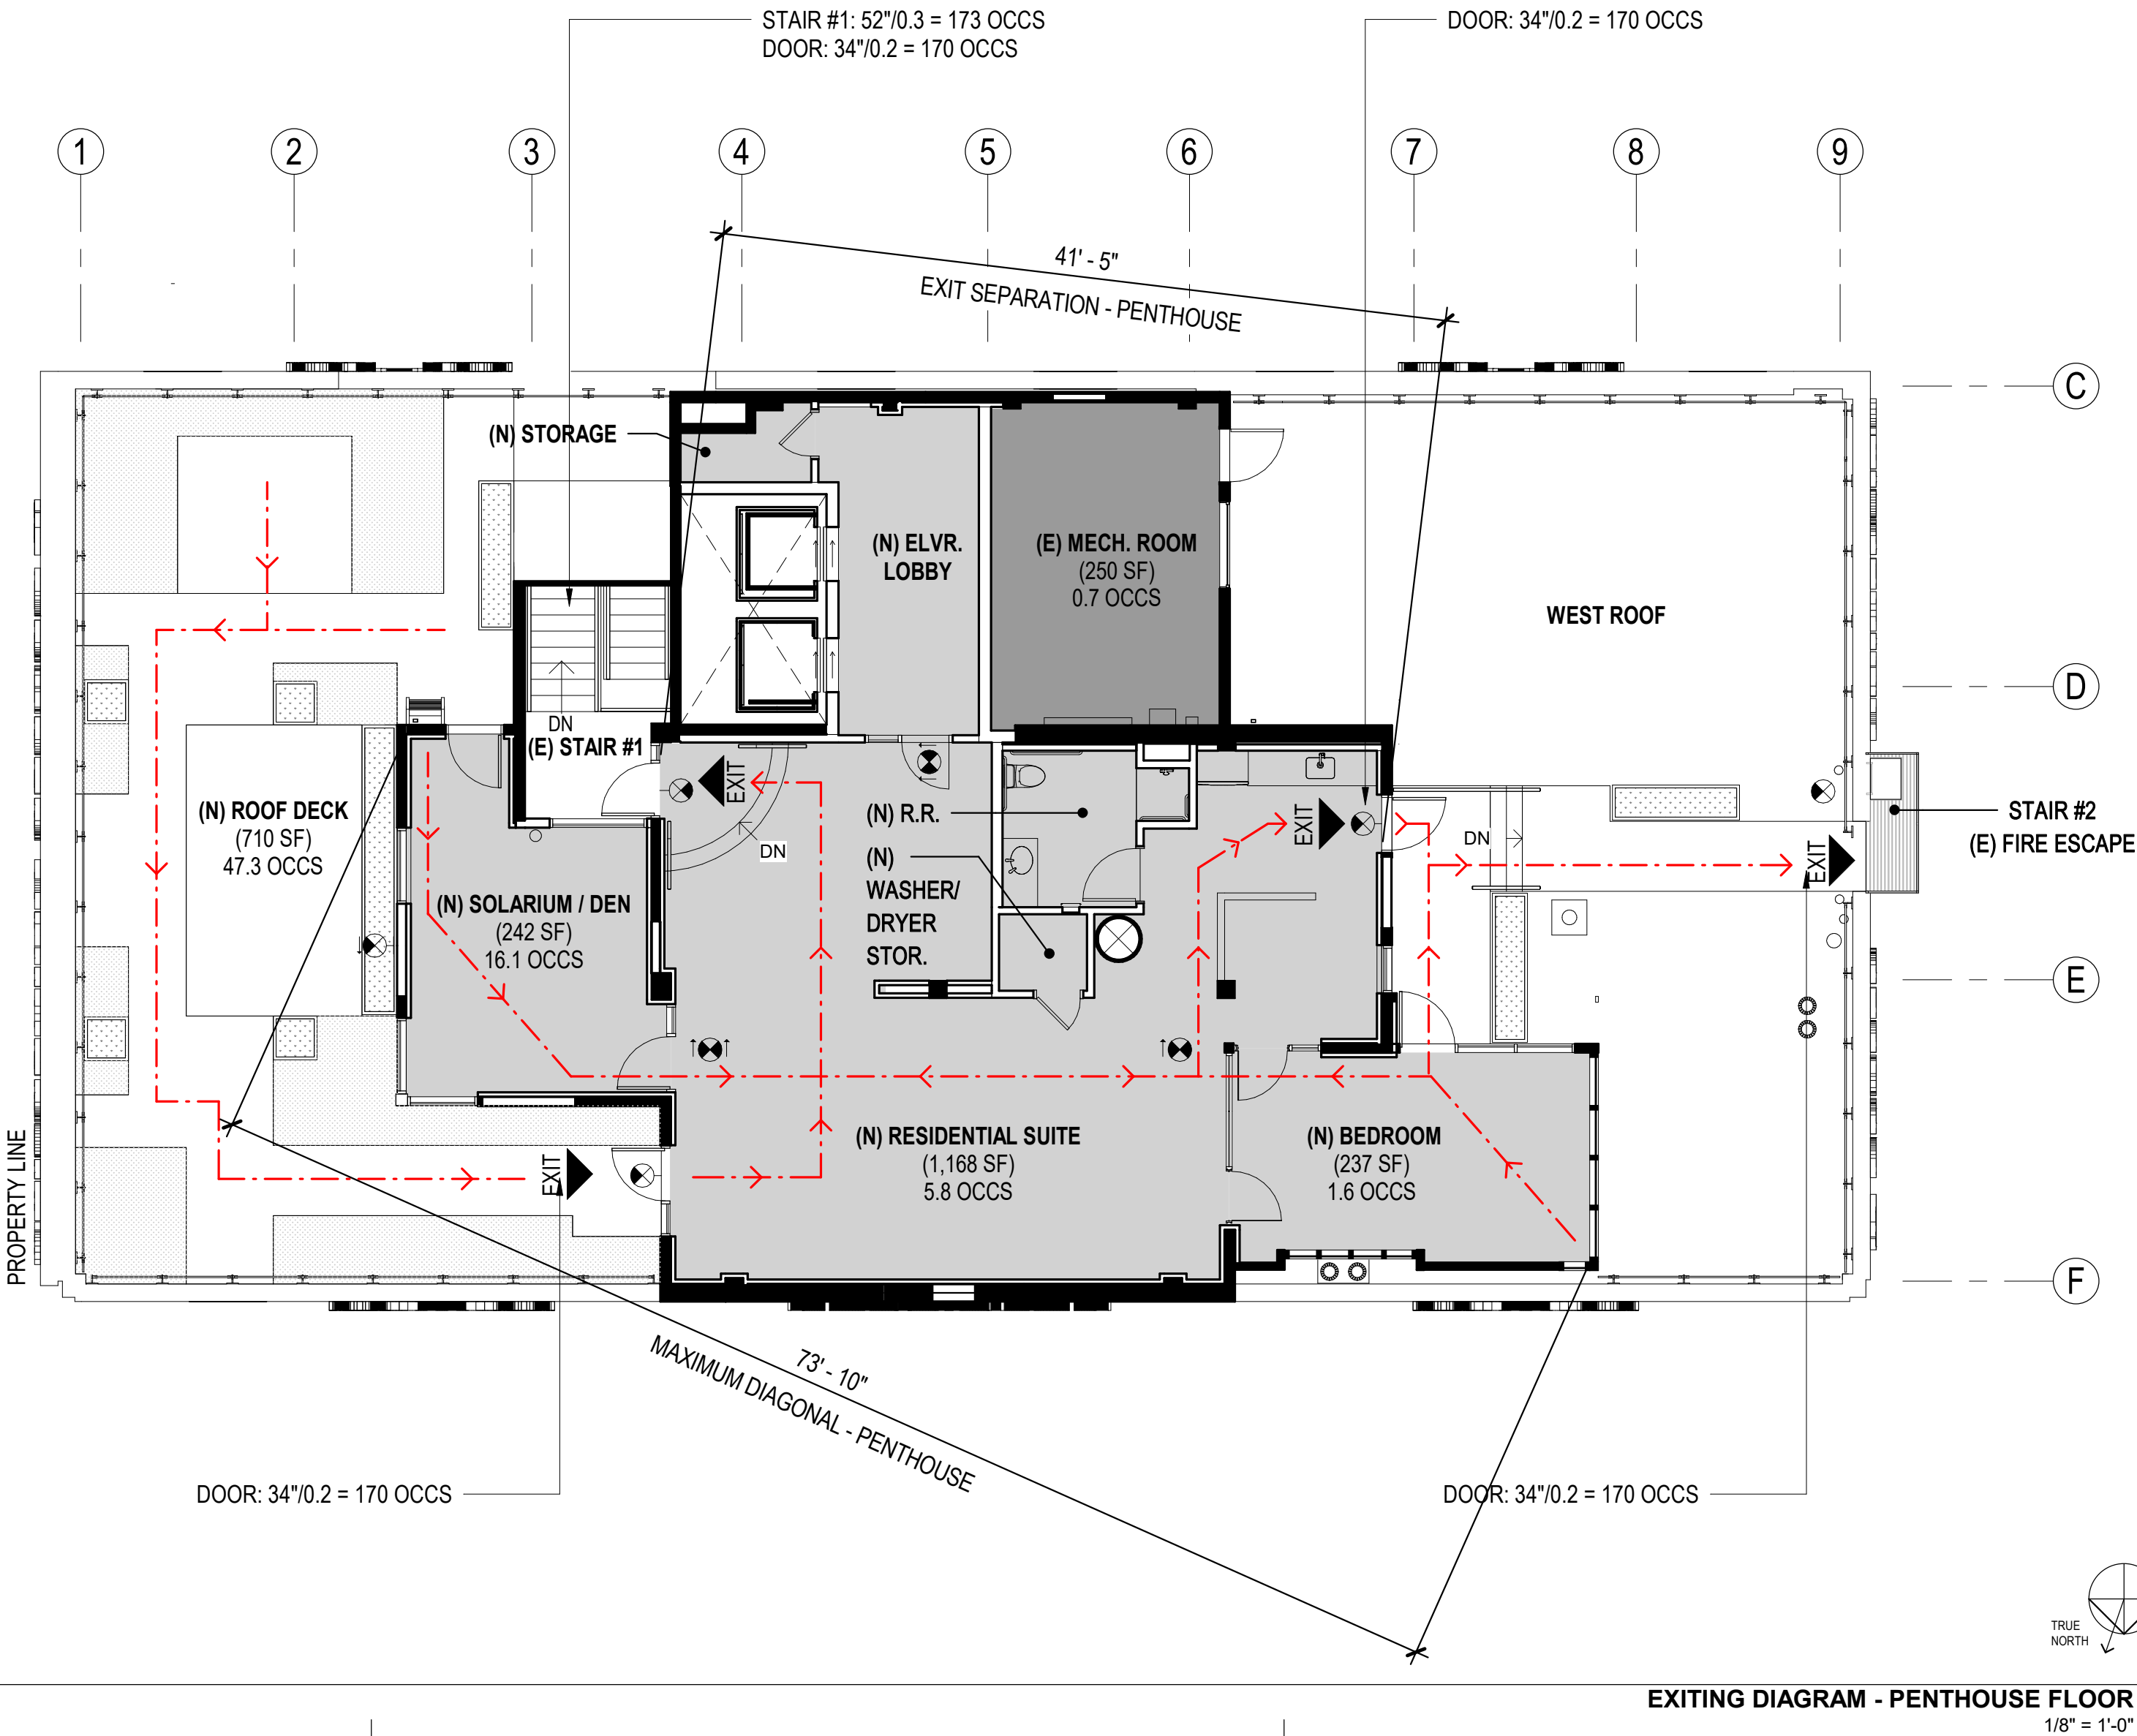 STAIR #1: 52"/0.3 = 173 OCCS
DOOR: 34"/0.2 = 170 OCCS
DOOR: 34"/0.2 = 170 OCCS
1
2
3
4
5
6
7
8
9
41' - 5"
EXIT SEPARATION - PENTHOUSE
C
(N) STORAGE
(N) ELVR.
LOBBY
(E) MECH. ROOM
(250 SF)
0.7 OCCS
WEST ROOF
D
DN
(E) STAIR #1
EXIT
DN
(N) R.R.
(N)
WASHER/
DRYER
STOR.
EXIT
DN
EXIT
STAIR #2
(E) FIRE ESCAPE
(N) ROOF DECK
(710 SF)
47.3 OCCS
(N) SOLARIUM / DEN
(242 SF)
16.1 OCCS
E
(N) RESIDENTIAL SUITE
(1,168 SF)
5.8 OCCS
(N) BEDROOM
(237 SF)
1.6 OCCS
EXIT
PROPERTY LINE
F
73' - 10"
MAXIMUM DIAGONAL - PENTHOUSE
DOOR: 34"/0.2 = 170 OCCS
DOOR: 34"/0.2 = 170 OCCS
TRUE
NORTH
EXITING DIAGRAM - PENTHOUSE FLOOR
1/8" = 1'-0"